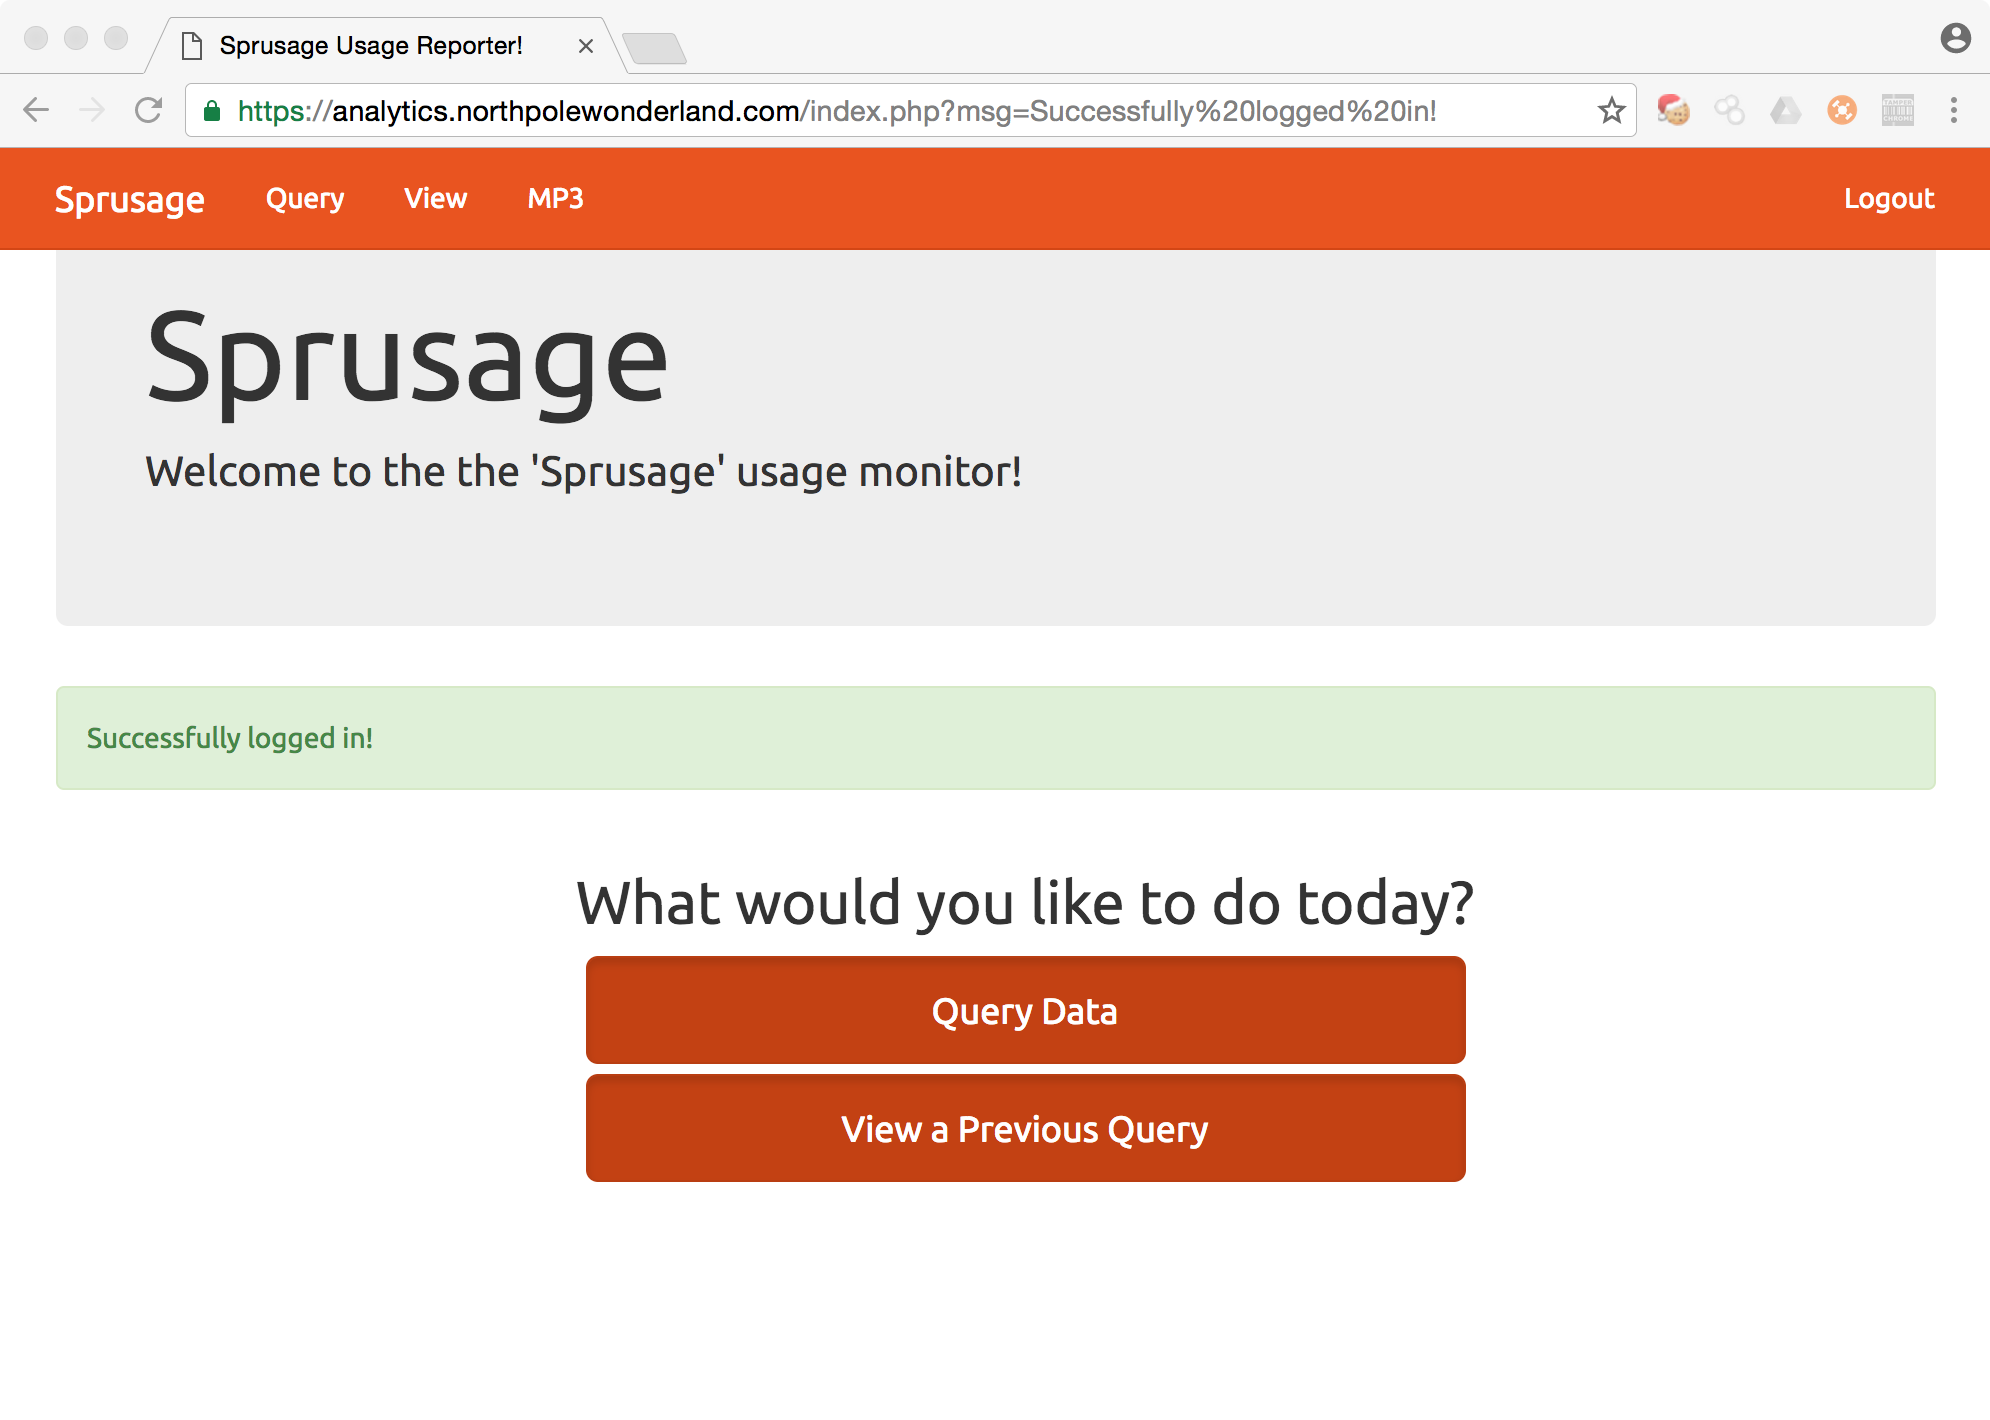 Sprusage Usage Reporter!
https://analytics.northpolewonderland.com/index.php?msg=Successfully%20logged%20in!
TAMPER
CHROME
Sprusage Query View MP3 Logout
Sprusage
Welcome to the the 'Sprusage' usage monitor!
Successfully logged in!
What would you like to do today?
Query Data
View a Previous Query